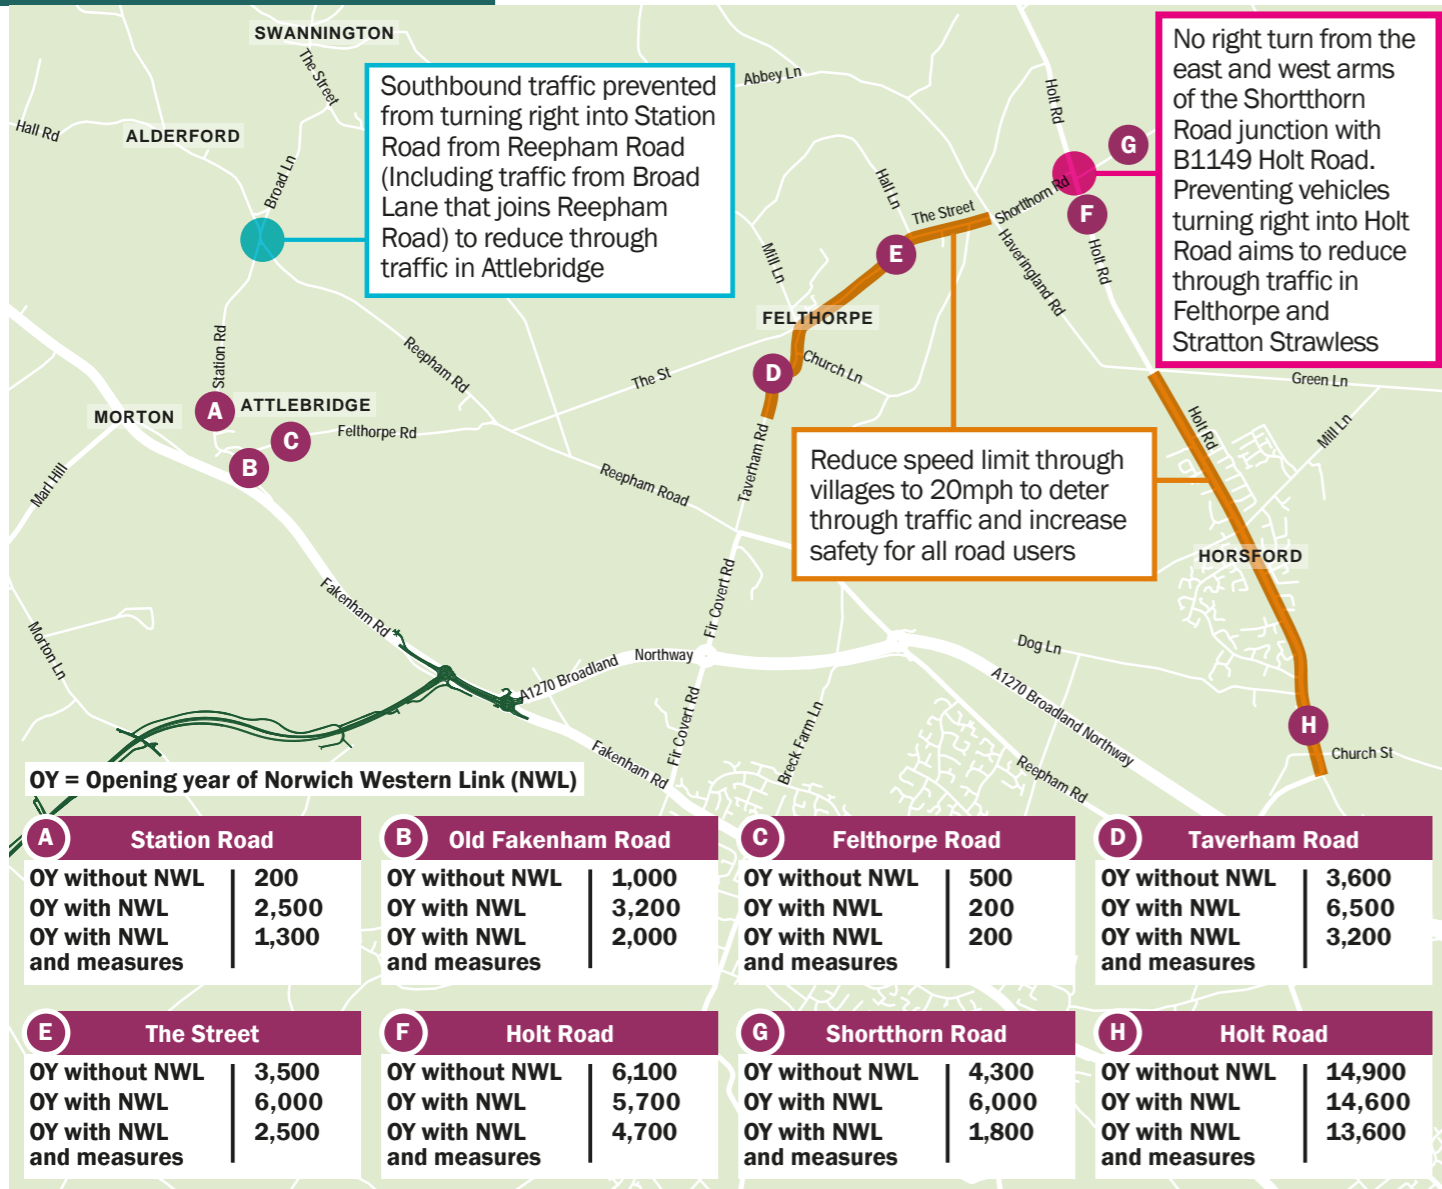 SWANNINGTON
The Street
Abbey Ln
Hall Rd
ALDERFORD
Broad Ln
Southbound traffic prevented
from turning right into Station
Road from Reepham Road
(Including traffic from Broad
Lane that joins Reepham
Road) to reduce through
traffic in Attlebridge
Holt Rd
G
No right turn from the
east and west arms
of the Shortthorn
Road junction with
B1149 Holt Road.
Preventing vehicles
turning right into Holt
Road aims to reduce
through traffic in
Felthorpe and
Stratton Strawless
Hall Ln
The Street
Shortthorn Rd
F
E
Mill Ln
Haveringland Rd
Holt Rd
FELTHORPE
Station Rd
Reepham Rd
The St
D
Church Ln
Green Ln
MORTON
A
ATTLEBRIDGE
C
Felthorpe Rd
B
Holt Rd
Mill Ln
Marl Hill
Reepham Road
Taverham Rd
Reduce speed limit through
villages to 20mph to deter
through traffic and increase
safety for all road users
HORSFORD
Fakenham Rd
Fir Covert Rd
Morton Ln
A1270 Broadland
Northway
Dog Ln
A1270 Broadland Northway
Fir Covert Rd
Breck Farm Ln
Fakenham Rd
Reepham Rd
H
Church St
OY = Opening year of Norwich Western Link (NWL)
A Station Road
OY without NWL 200
OY with NWL 2,500
OY with NWL 1,300
and measures
B Old Fakenham Road
OY without NWL 1,000
OY with NWL 3,200
OY with NWL 2,000
and measures
C Felthorpe Road
OY without NWL 500
OY with NWL 200
OY with NWL 200
and measures
D Taverham Road
OY without NWL 3,600
OY with NWL 6,500
OY with NWL 3,200
and measures
E The Street
OY without NWL 3,500
OY with NWL 6,000
OY with NWL 2,500
and measures
F Holt Road
OY without NWL 6,100
OY with NWL 5,700
OY with NWL 4,700
and measures
G Shortthorn Road
OY without NWL 4,300
OY with NWL 6,000
OY with NWL 1,800
and measures
H Holt Road
OY without NWL 14,900
OY with NWL 14,600
OY with NWL 13,600
and measures